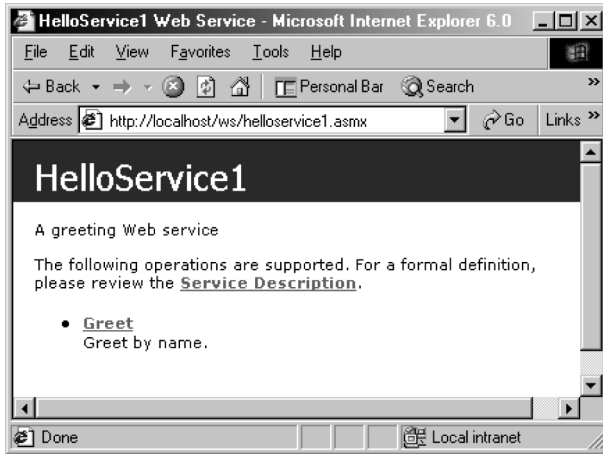 HelloService1 Web Service - Microsoft Internet Explorer 6.0
File Edit View Favorites Tools Help
Back Personal Bar Search »
Address http://localhost/ws/helloservice1.asmx Go Links »
HelloService1
A greeting Web service
The following operations are supported. For a formal definition,
please review the Service Description.
• Greet
Greet by name.
Done Local intranet